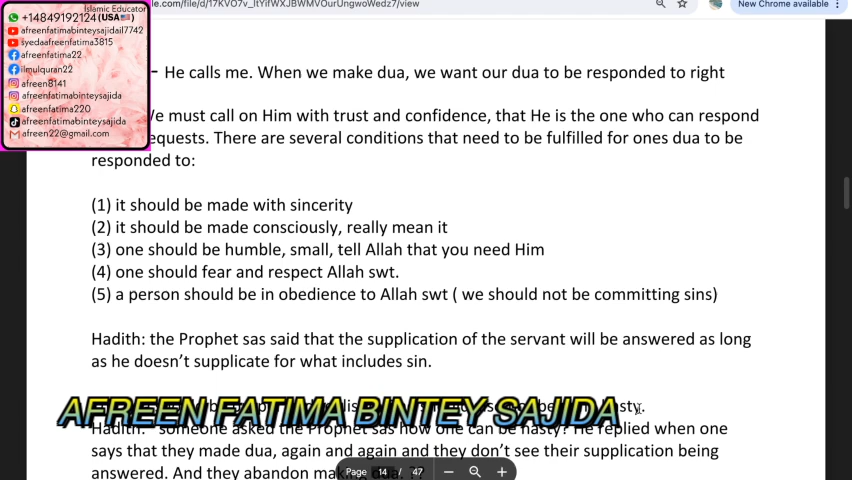 Islamic Educator
+14849192124 (USA)
afreenfatimabinteysajidail7742
syedaafreenfatima3815
afreenfatima22
ilmulquran22
afreen8141
afreenfatimabinteysajida
afreenfatima220
afreenfatimabinteysajida
afreen22@gmail.com
le.com/file/d/17KVO7v_ItYifWXJBWMVOurUngwoWedz7/view
New Chrome available
- He calls me. When we make dua, we want our dua to be responded to right
e must call on Him with trust and confidence, that He is the one who can respond
equests. There are several conditions that need to be fulfilled for ones dua to be
responded to:
(1) it should be made with sincerity
(2) it should be made consciously, really mean it
(3) one should be humble, small, tell Allah that you need Him
(4) one should fear and respect Allah swt.
(5) a person should be in obedience to Allah swt ( we should not be committing sins)
Hadith: the Prophet sas said that the supplication of the servant will be answered as long
as he doesn't supplicate for what includes sin.
AFREEN FATIMA BINTEY SAJIDA
Hadith: someone asked the Prophet sas how one can be nasty? He replied when one
says that they made dua, again and again and they don't see their supplication being
answered. And they abandon making dua. ??
Page 14 / 47